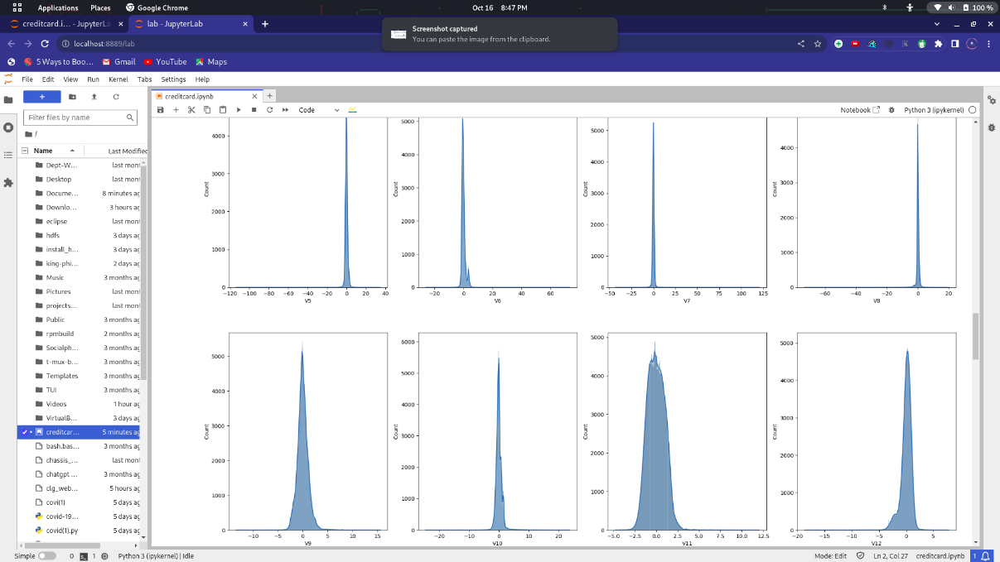 Applications Places Google Chrome Oct 16 8:47 PM 100 %
creditcard.i... - JupyterLab lab - JupyterLab
Screenshot captured
You can paste the image from the clipboard.
localhost:8889/lab
5 Ways to Boo... Gmail YouTube Maps
File Edit View Run Kernel Tabs Settings Help
creditcard.ipynb
Code Notebook Python 3 (ipykernel)
Filter files by name
/
Name Last Modified
Dept-W... last mont
Desktop last mont
Docume... 8 minutes ag
Downlo... 3 hours ag
eclipse last mont
hdfs 3 days ag
install_h... 3 days ag
king-phi... 2 days ag
Music 3 months ag
Pictures last mont
projects... last mont
Public 3 months ag
rpmbuild 2 months ag
Socialph... 3 months ag
t-mux-b... 3 months ag
Templates 3 months ag
TUI 3 months ag
Videos 1 hour ag
VirtualB... 3 days ag
creditcar... 5 minutes ag
bash.bas... 3 months ag
chassis_... last mont
chatgpt ... 3 months ag
clg_web... 5 hours ag
covi(1) 5 days ag
covid-19... 5 days ag
covid(1).py 5 days ag
4000 3000 2000 1000 0
Count
−120 −100 −80 −60 −40 −20 0 20 40
V5
5000 4000 3000 2000 1000 0
Count
−20 0 20 40 60
V6
5000 4000 3000 2000 1000 0
Count
−50 −25 0 25 50 75 100 125
V7
4000 3000 2000 1000 0
Count
−60 −40 −20 0 20
V8
5000 4000 3000 2000 1000 0
Count
−10 −5 0 5 10 15
V9
6000 5000 4000 3000 2000 1000 0
Count
−20 −10 0 10 20
V10
5000 4000 3000 2000 1000 0
Count
−5.0 −2.5 0.0 2.5 5.0 7.5 10.0 12.5
V11
5000 4000 3000 2000 1000 0
Count
−20 −15 −10 −5 0 5
V12
Simple 0 1 Python 3 (ipykernel) | Idle Mode: Edit Ln 2, Col 27 creditcard.ipynb 1